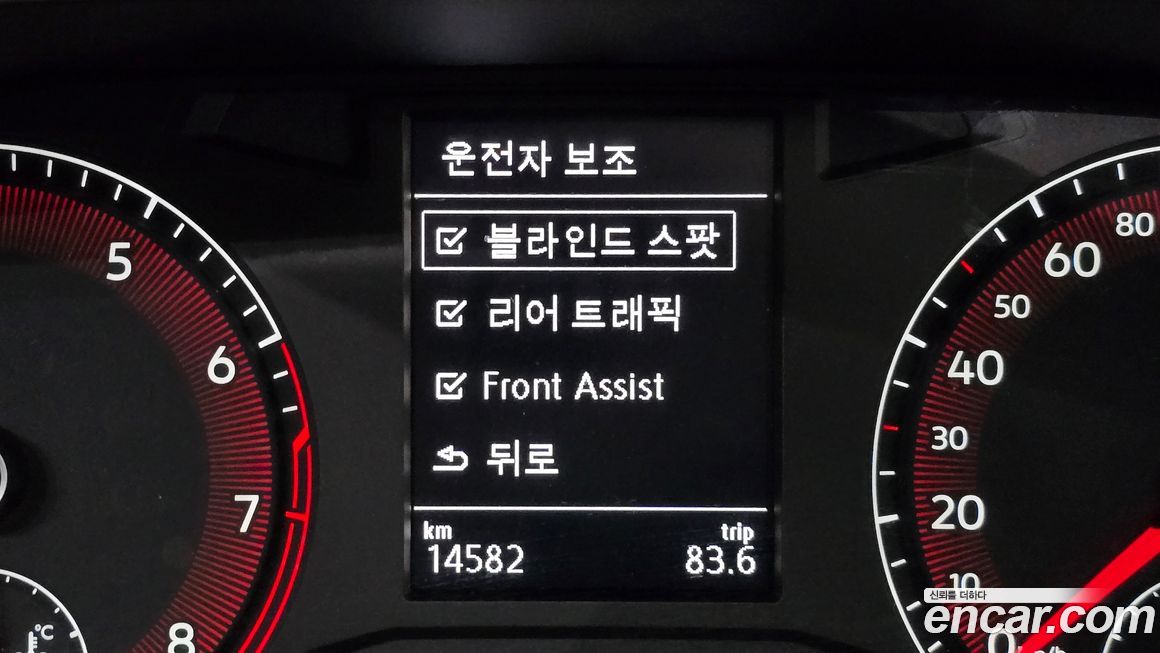 운전자 보조
블라인드 스팟
리어 트래픽
Front Assist
뒤로
km trip
14582 83.6
5
6
7
8
°C
80
60
50
40
30
20
10
0
신뢰를 더하다
encar.com